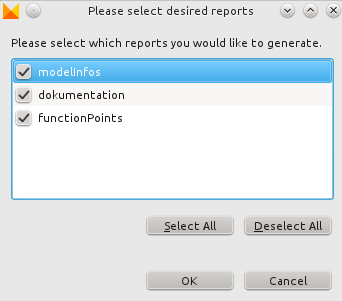 Please select desired reports
Please select which reports you would like to generate.
modelInfos
dokumentation
functionPoints
Select All Deselect All
OK Cancel